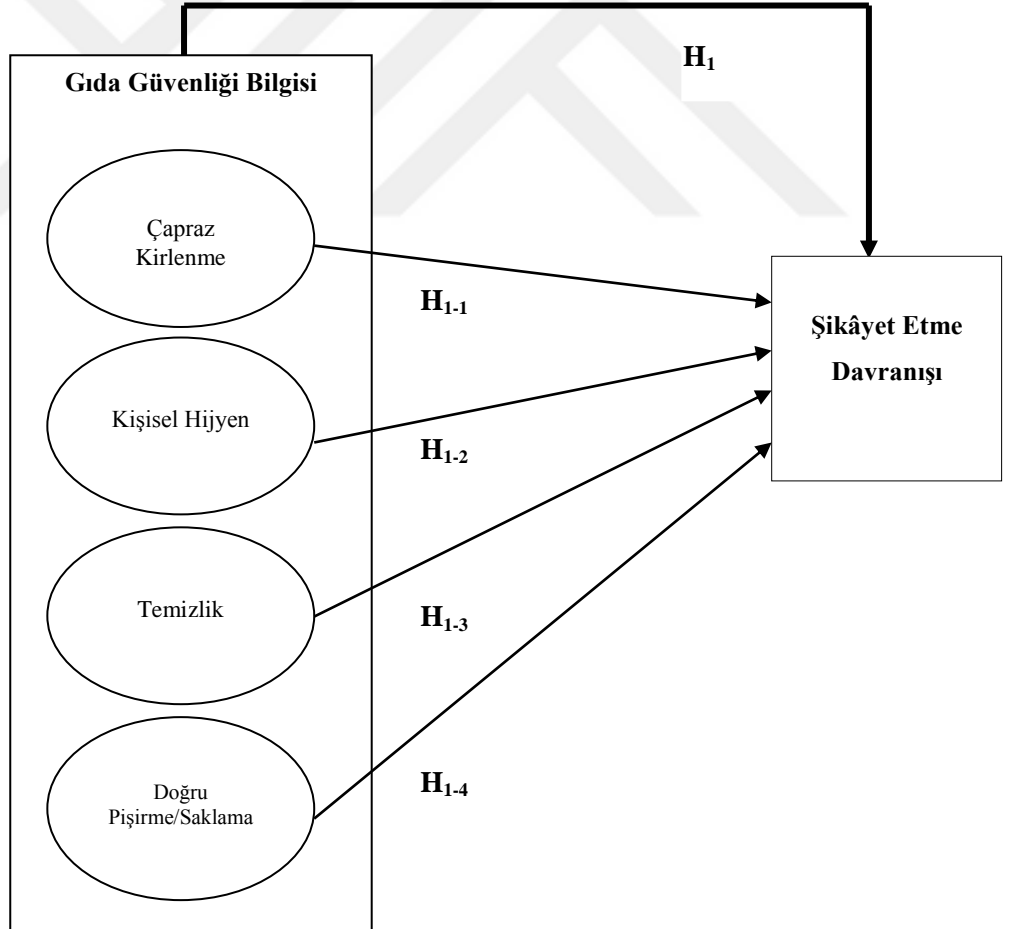 H1
Gıda Güvenliği Bilgisi
Çapraz
Kirlenme
H1-1
Şikâyet Etme
Davranışı
Kişisel Hijyen
H1-2
Temizlik
H1-3
H1-4
Doğru
Pişirme/Saklama